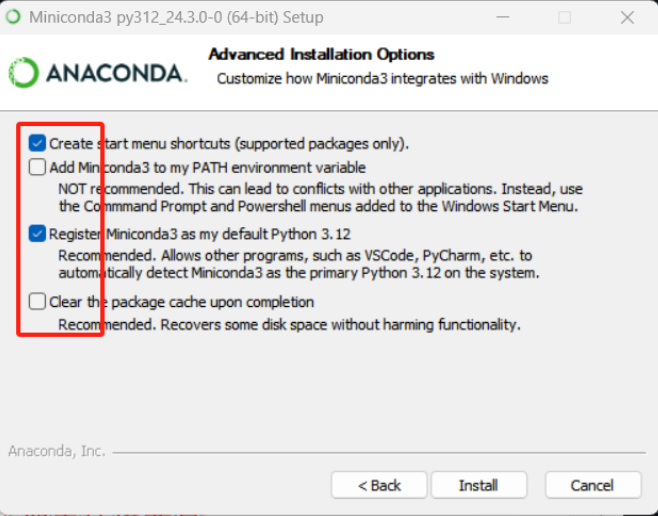 Miniconda3 py312_24.3.0-0 (64-bit) Setup
Advanced Installation Options
ANACONDA.
Customize how Miniconda3 integrates with Windows
Create start menu shortcuts (supported packages only).
Add Miniconda3 to my PATH environment variable
NOT recommended. This can lead to conflicts with other applications. Instead, use
the Commmand Prompt and Powershell menus added to the Windows Start Menu.
Register Miniconda3 as my default Python 3.12
Recommended. Allows other programs, such as VSCode, PyCharm, etc. to
automatically detect Miniconda3 as the primary Python 3.12 on the system.
Clear the package cache upon completion
Recommended. Recovers some disk space without harming functionality.
Anaconda, Inc.
< Back
Install
Cancel